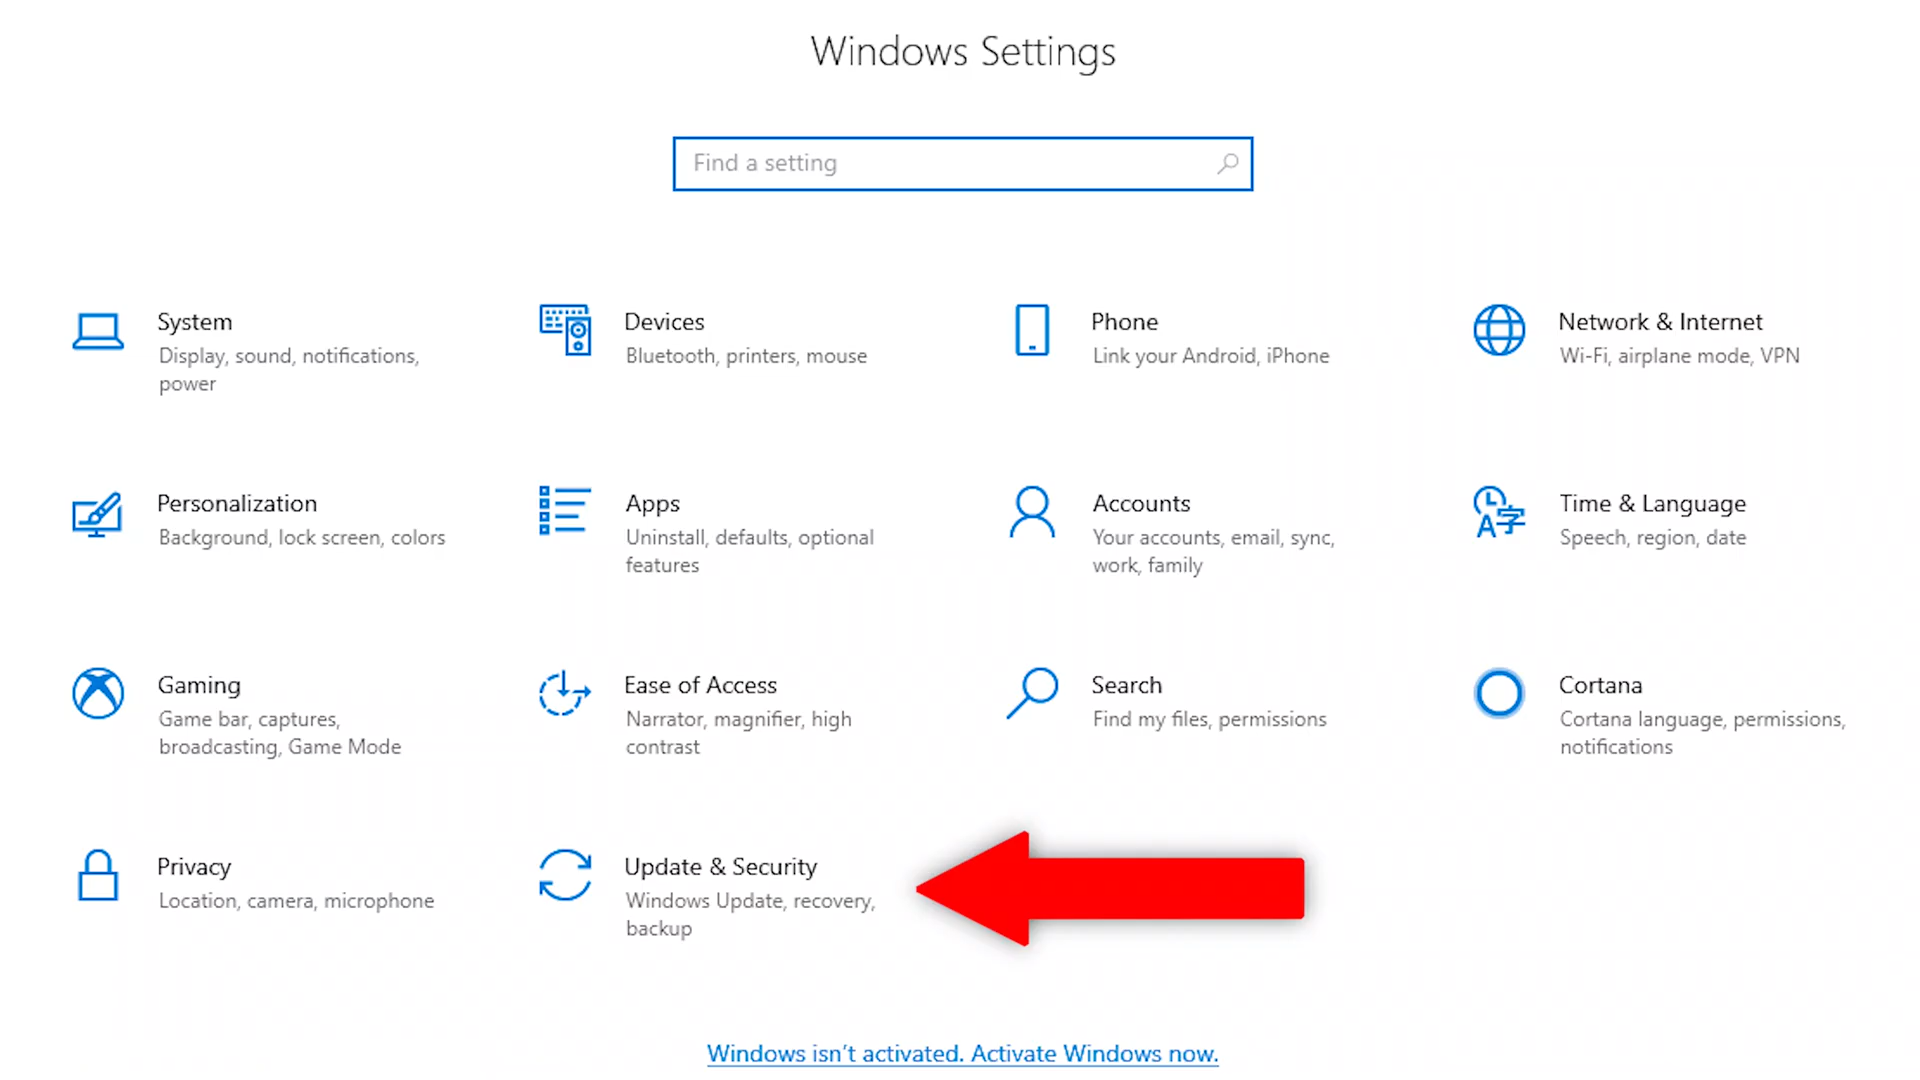 Windows Settings
Find a setting
System
Display, sound, notifications,
power
Devices
Bluetooth, printers, mouse
Phone
Link your Android, iPhone
Network & Internet
Wi-Fi, airplane mode, VPN
Personalization
Background, lock screen, colors
Apps
Uninstall, defaults, optional
features
Accounts
Your accounts, email, sync,
work, family
Time & Language
Speech, region, date
Gaming
Game bar, captures,
broadcasting, Game Mode
Ease of Access
Narrator, magnifier, high
contrast
Search
Find my files, permissions
Cortana
Cortana language, permissions,
notifications
Privacy
Location, camera, microphone
Update & Security
Windows Update, recovery,
backup
Windows isn't activated. Activate Windows now.